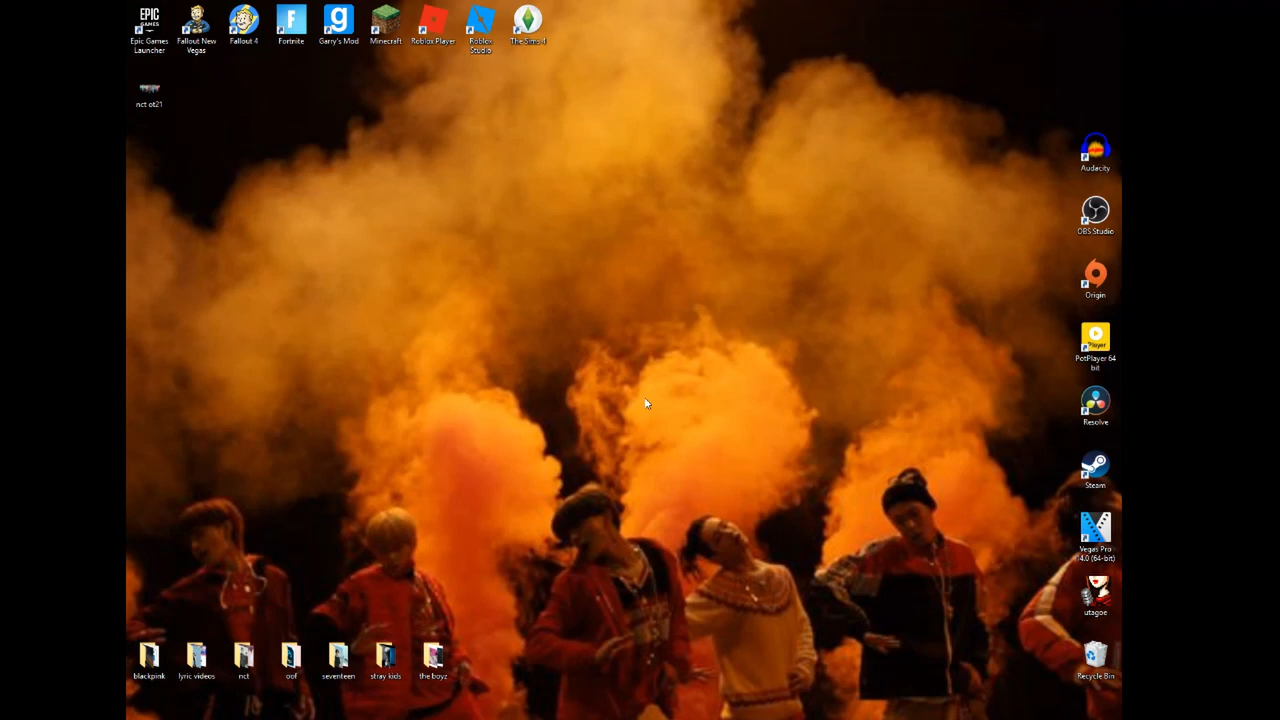 EPIC
GAMES
Epic Games
Launcher
Fallout New
Vegas
Fallout 4
Fortnite
Garry's Mod
Minecraft
Roblox Player
Roblox
Studio
The Sims 4
nct ot21
Audacity
OBS Studio
Origin
Player
PotPlayer 64
bit
Resolve
Steam
Vegas Pro
14.0 (64-bit)
utagoe
Recycle Bin
blackpink
lyric videos
nct
oof
seventeen
stray kids
the boyz